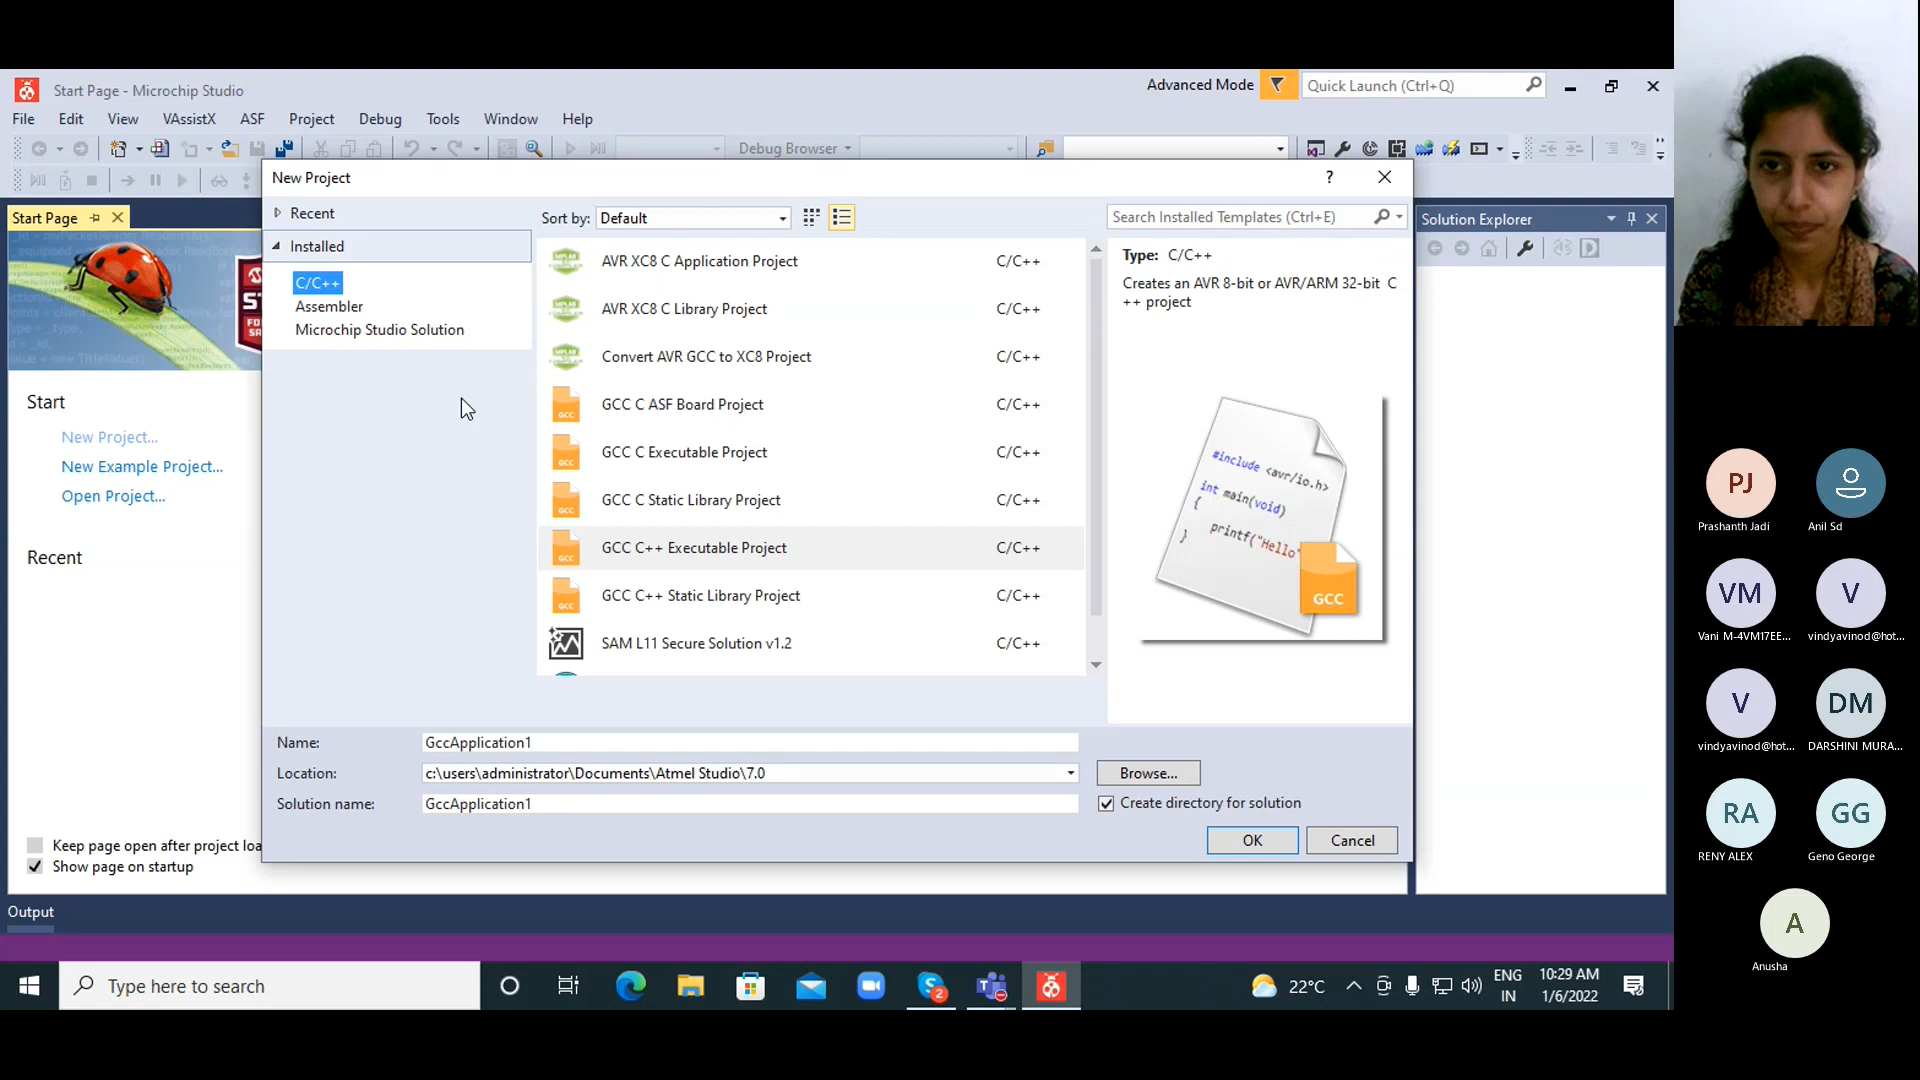 Start Page - Microchip Studio
Advanced Mode
Quick Launch (Ctrl+Q)
File Edit View VAssistX ASF Project Debug Tools Window Help
Debug Browser
New Project
Start Page
Solution Explorer
Recent
Installed
C/C++
Assembler
Microchip Studio Solution
Sort by: Default
Search Installed Templates (Ctrl+E)
AVR XC8 C Application Project C/C++
AVR XC8 C Library Project C/C++
Convert AVR GCC to XC8 Project C/C++
GCC C ASF Board Project C/C++
GCC C Executable Project C/C++
GCC C Static Library Project C/C++
GCC C++ Executable Project C/C++
GCC C++ Static Library Project C/C++
SAM L11 Secure Solution v1.2 C/C++
Type: C/C++
Creates an AVR 8-bit or AVR/ARM 32-bit C
++ project
#include <avr/io.h>
int main(void)
{
printf("Hello"
}
GCC
Start
New Project...
New Example Project...
Open Project...
Recent
Keep page open after project loa
Show page on startup
Name: GccApplication1
Location: c:\users\administrator\Documents\Atmel Studio\7.0
Browse...
Solution name: GccApplication1
Create directory for solution
OK
Cancel
Output
Type here to search
2
22°C
ENG
IN
10:29 AM
1/6/2022
PJ
Prashanth Jadi
Anil Sd
VM
Vani M-4VM17EE...
V
vindyavinod@hot...
V
vindyavinod@hot...
DM
DARSHINI MURA...
RA
RENY ALEX
GG
Geno George
A
Anusha